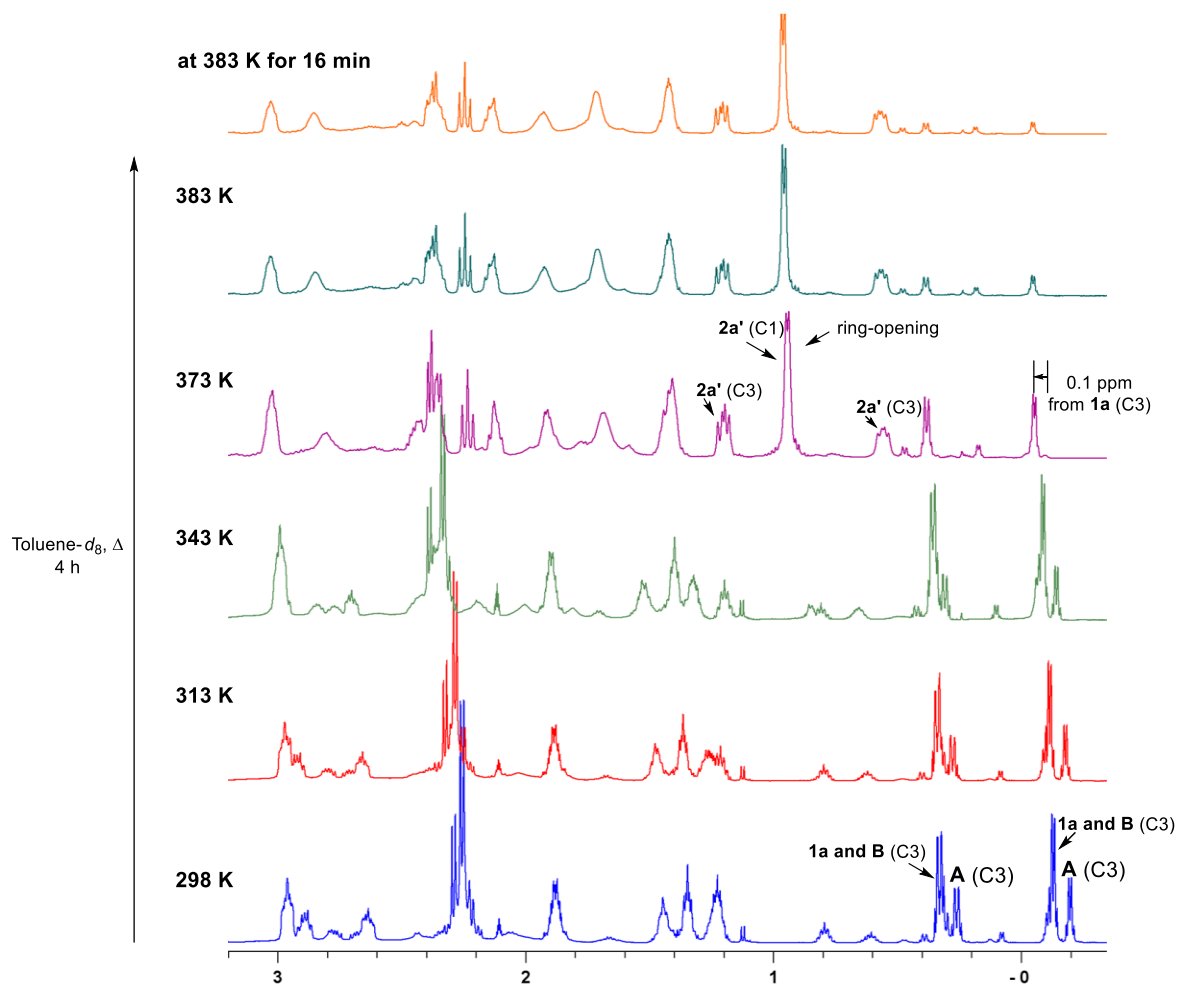 at 383 K for 16 min
383 K
2a' (C1)
ring-opening
373 K
2a' (C3)
2a' (C3)
0.1 ppm
from 1a (C3)
343 K
Toluene-d8, Δ
4 h
313 K
298 K
1a and B (C3)
A (C3)
1a and B (C3)
A (C3)
3
2
1
-0